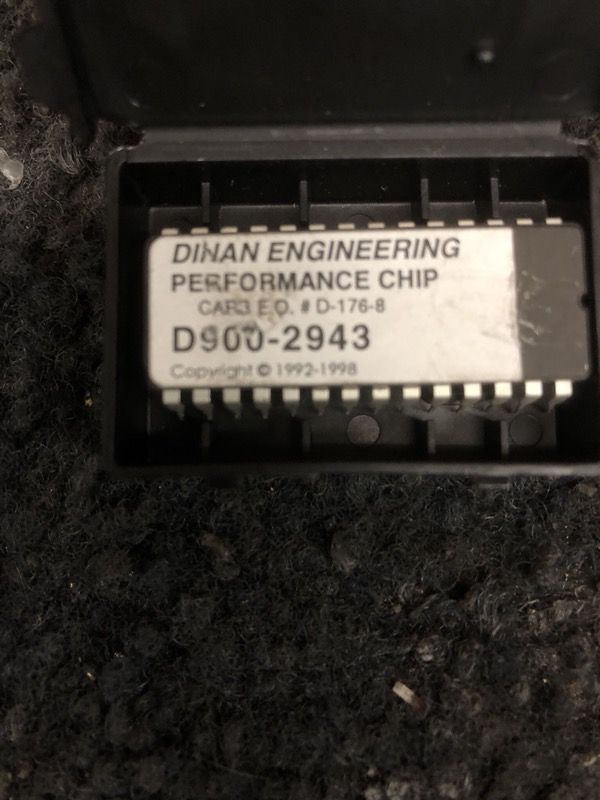 DINAN ENGINEERING
PERFORMANCE CHIP
CARB E.O. # D-176-8
D900-2943
Copyright © 1992-1998